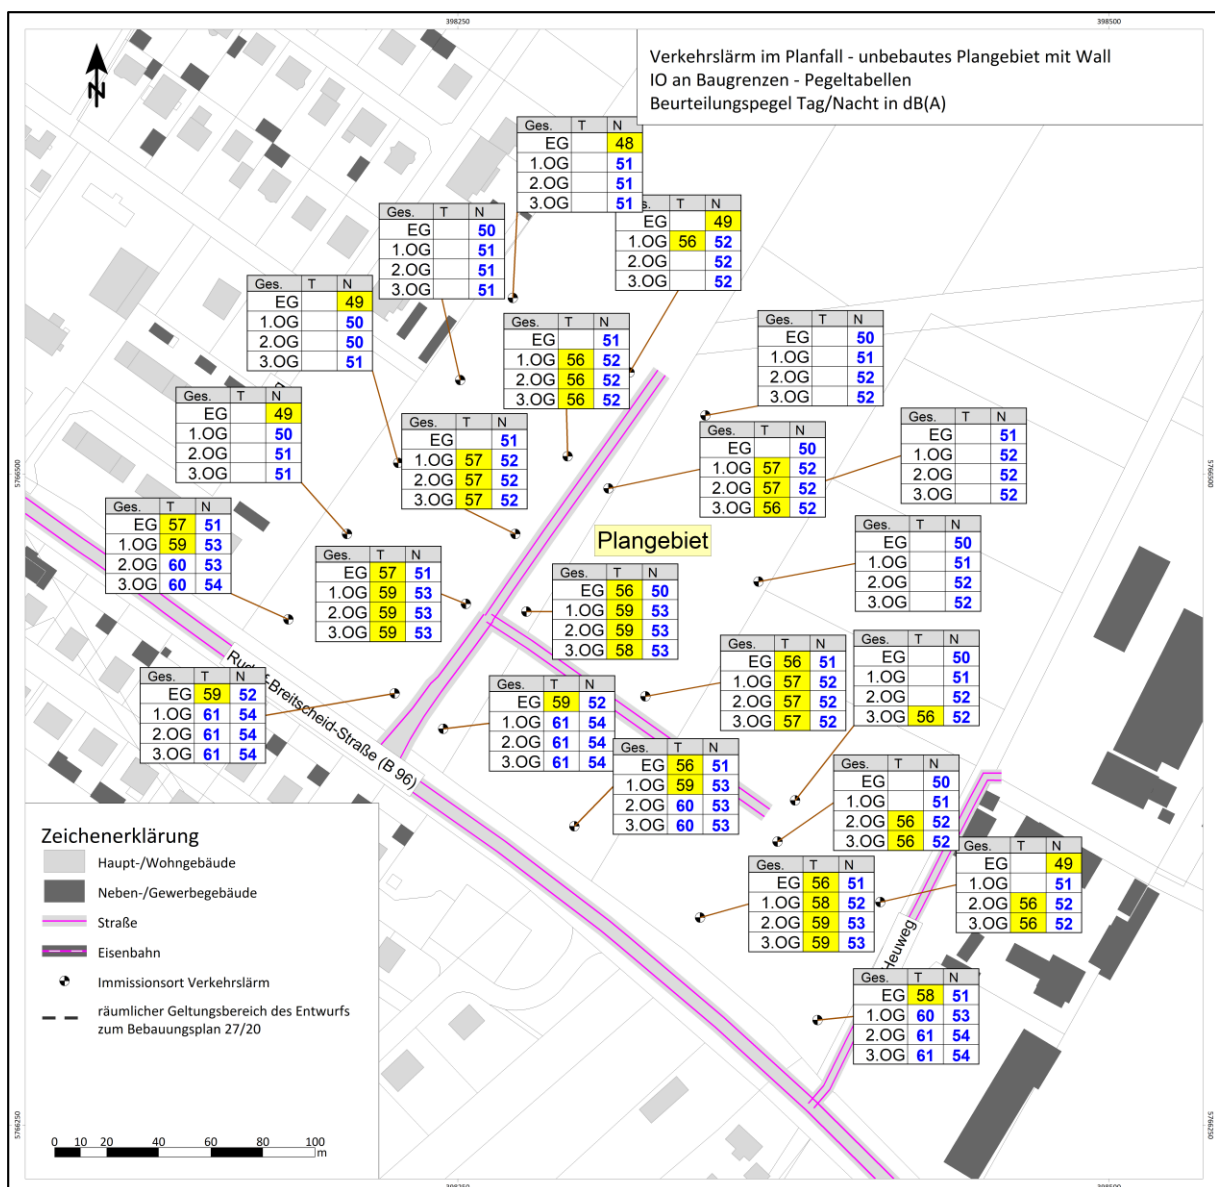 398250
398500
Verkehrslärm im Planfall - unbebautes Plangebiet mit Wall
IO an Baugrenzen - Pegeltabellen
Beurteilungspegel Tag/Nacht in dB(A)
N
Ges. T N
EG 48
1.OG 51
2.OG 51
3.OG 51
s. T N
EG 49
1.OG 56 52
2.OG 52
3.OG 52
Ges. T N
EG 50
1.OG 51
2.OG 51
3.OG 51
Ges. T N
EG 49
1.OG 50
2.OG 50
3.OG 51
Ges. T N
EG 51
1.OG 56 52
2.OG 56 52
3.OG 56 52
Ges. T N
EG 50
1.OG 51
2.OG 52
3.OG 52
Ges. T N
EG 49
1.OG 50
2.OG 51
3.OG 51
Ges. T N
EG 51
1.OG 57 52
2.OG 57 52
3.OG 57 52
Ges. T N
EG 50
1.OG 57 52
2.OG 57 52
3.OG 56 52
Ges. T N
EG 51
1.OG 52
2.OG 52
3.OG 52
5766500
5766500
Ges. T N
EG 57 51
1.OG 59 53
2.OG 60 53
3.OG 60 54
Plangebiet
Ges. T N
EG 50
1.OG 51
2.OG 52
3.OG 52
Ges. T N
EG 57 51
1.OG 59 53
2.OG 59 53
3.OG 59 53
Ges. T N
EG 56 50
1.OG 59 53
2.OG 59 53
3.OG 58 53
Ges. T N
EG 56 51
1.OG 57 52
2.OG 57 52
3.OG 57 52
Ges. T N
EG 50
1.OG 51
2.OG 52
3.OG 56 52
Ges. T N
EG 59 52
1.OG 61 54
2.OG 61 54
3.OG 61 54
-Breitscheid-Straße (B 96)
Ges. T N
EG 59 52
1.OG 61 54
2.OG 61 54
3.OG 61 54
Ges. T N
EG 56 51
1.OG 59 53
2.OG 60 53
3.OG 60 53
Ges. T N
EG 50
1.OG 51
2.OG 56 52
3.OG 56 52
Ges. T N
EG 49
1.OG 51
2.OG 56 52
3.OG 56 52
Ges. T N
EG 56 51
1.OG 58 52
2.OG 59 53
3.OG 59 53
Heuweg
Ges. T N
EG 58 51
1.OG 60 53
2.OG 61 54
3.OG 61 54
Zeichenerklärung
Haupt-/Wohngebäude
Neben-/Gewerbegebäude
Straße
Eisenbahn
Immissionsort Verkehrslärm
räumlicher Geltungsbereich des Entwurfs
zum Bebauungsplan 27/20
0 10 20 40 60 80 100
m
5766250
5766250
398250
398500